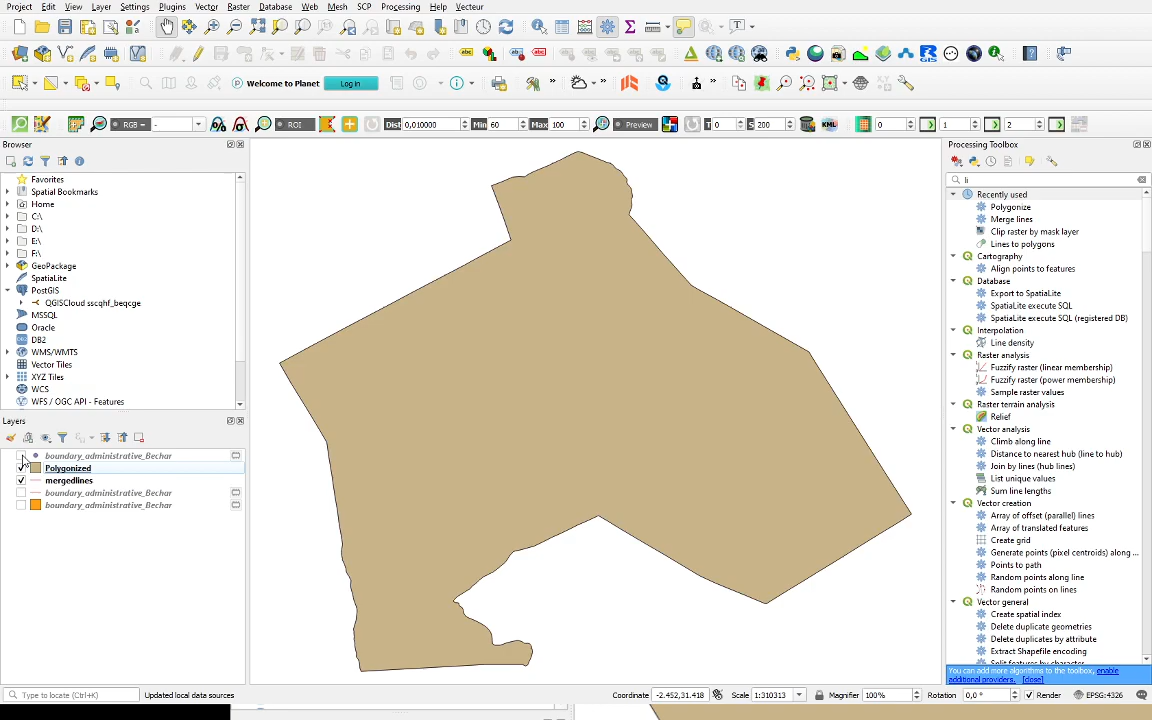 Project Edit View Layer Settings Plugins Vector Raster Database Web Mesh SCP Processing Help Vecteur
Welcome to Planet Log in
RGB = - ROI Dist 0,010000 Min 60 Max 100 Preview T 0 S 200 KML 0 1 2
Browser
Favorites
Spatial Bookmarks
Home
C:\
D:\
E:\
F:\
GeoPackage
SpatiaLite
PostGIS
QGISCloud sscqhf_beqcge
MSSQL
Oracle
DB2
WMS/WMTS
Vector Tiles
XYZ Tiles
WCS
WFS / OGC API - Features
Layers
boundary_administrative_Bechar
Polygonized
mergedlines
boundary_administrative_Bechar
boundary_administrative_Bechar
Processing Toolbox
li
Recently used
Polygonize
Merge lines
Clip raster by mask layer
Lines to polygons
Cartography
Align points to features
Database
Export to SpatiaLite
SpatiaLite execute SQL
SpatiaLite execute SQL (registered DB)
Interpolation
Line density
Raster analysis
Fuzzify raster (linear membership)
Fuzzify raster (power membership)
Sample raster values
Raster terrain analysis
Relief
Vector analysis
Climb along line
Distance to nearest hub (line to hub)
Join by lines (hub lines)
List unique values
Sum line lengths
Vector creation
Array of offset (parallel) lines
Array of translated features
Create grid
Generate points (pixel centroids) along ...
Points to path
Random points along line
Random points on lines
Vector general
Create spatial index
Delete duplicate geometries
Delete duplicates by attribute
Extract Shapefile encoding
Split features by character
You can add more algorithms to the toolbox, enable
additional providers. [close]
Type to locate (Ctrl+K) Updated local data sources Coordinate -2.452,31.418 Scale 1:310313 Magnifier 100% Rotation 0,0 ° Render EPSG:4326